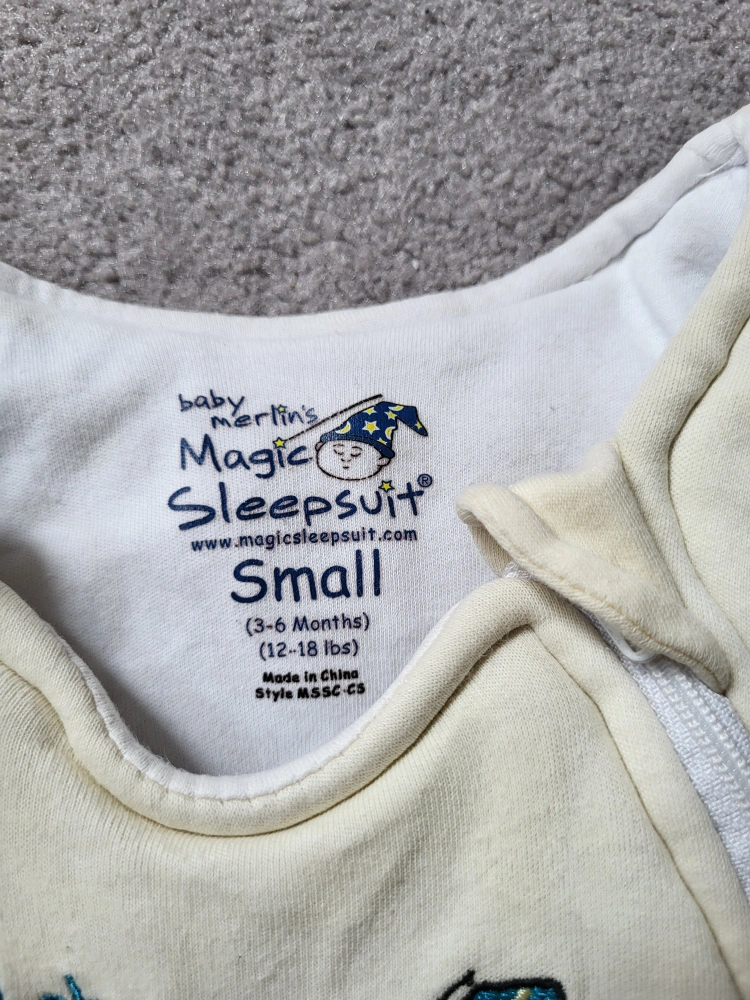 baby
merlin's
Magic
Sleepsuit®
www.magicsleepsuit.com
Small
(3-6 Months)
(12-18 lbs)
Made in China
Style MSSC-CS